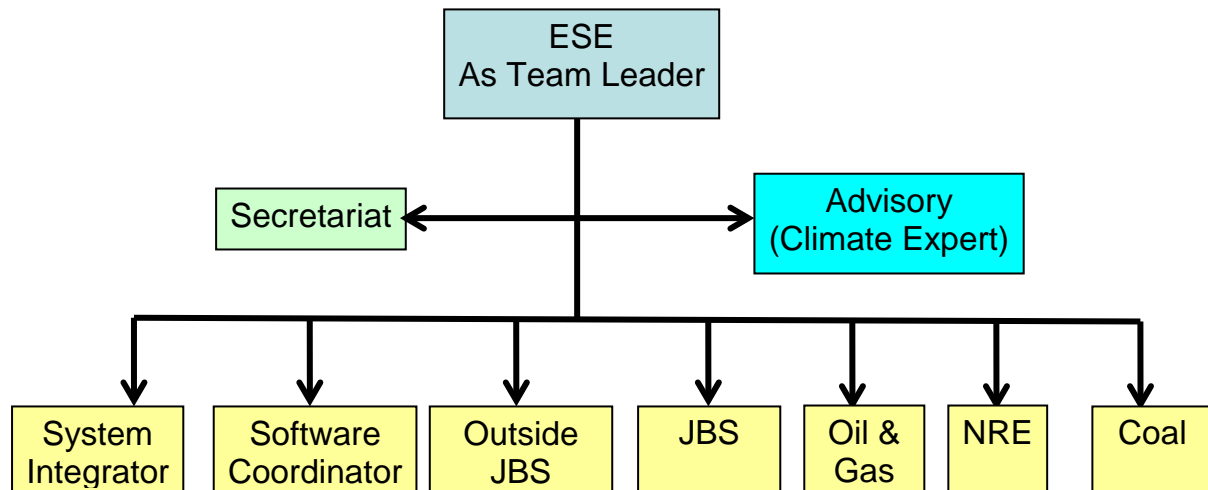 ESE
As Team Leader
Secretariat
Advisory
(Climate Expert)
System
Integrator
Software
Coordinator
Outside
JBS
JBS
Oil &
Gas
NRE
Coal